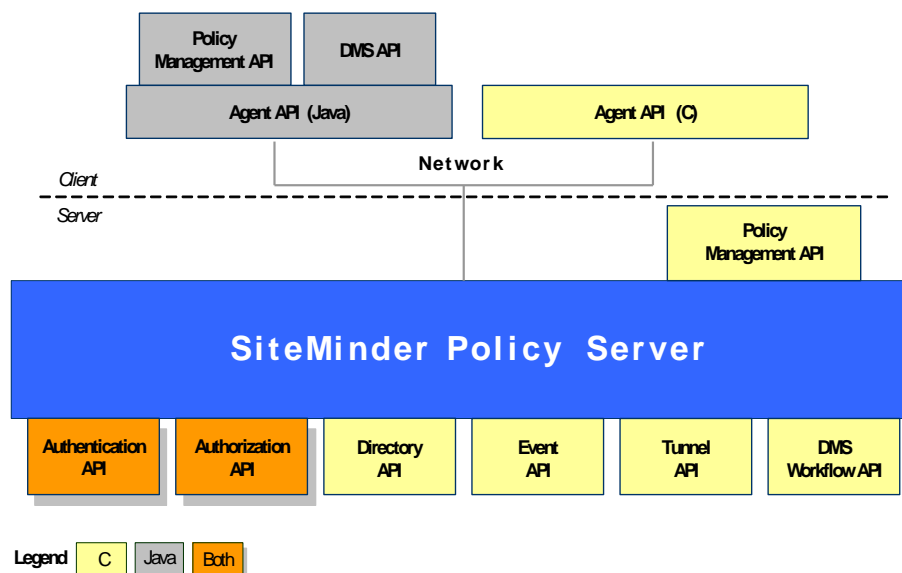 Policy
Management API
DMS API
Agent API (Java)
Agent API (C)
Network
Client
Server
Policy
Management API
SiteMinder Policy Server
Authentication
API
Authorization
API
Directory
API
Event
API
Tunnel
API
DMS
Workflow API
Legend
C
Java
Both